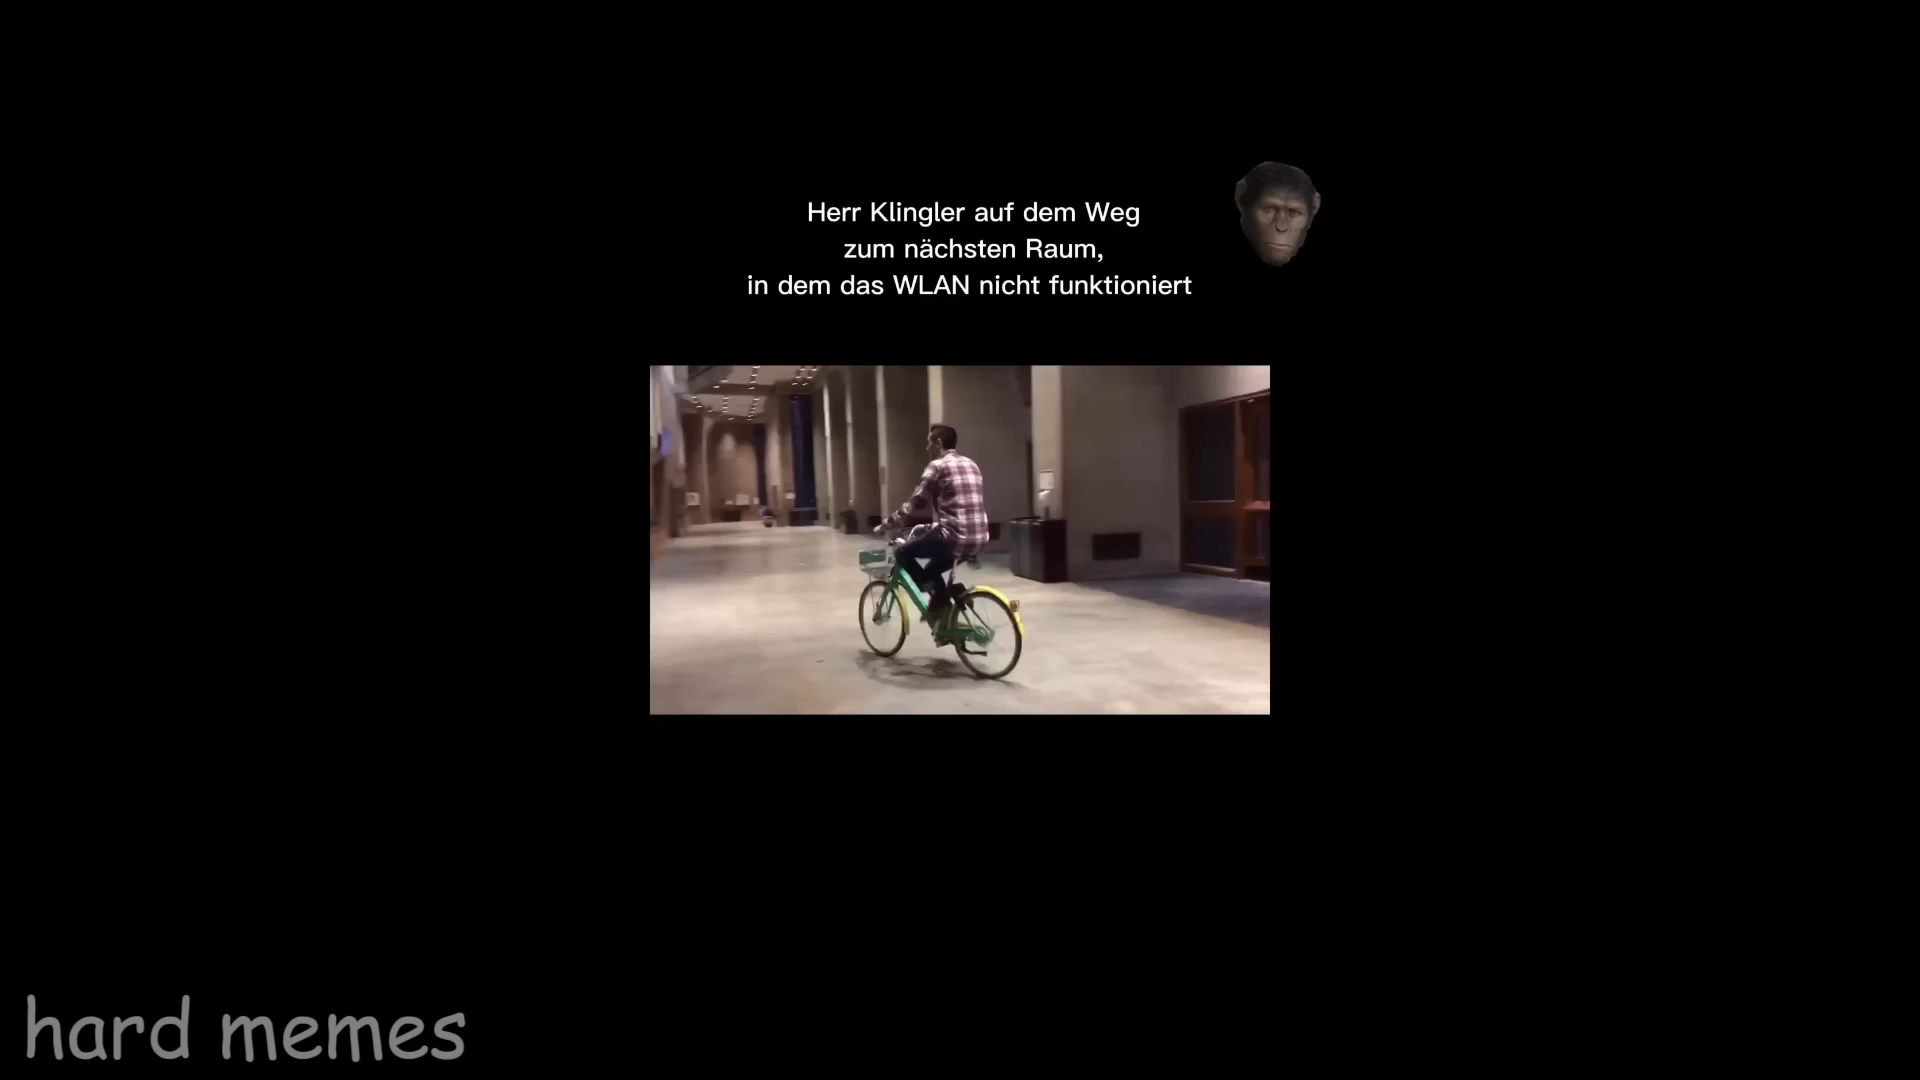 Herr Klingler auf dem Weg
zum nächsten Raum,
in dem das WLAN nicht funktioniert
hard memes